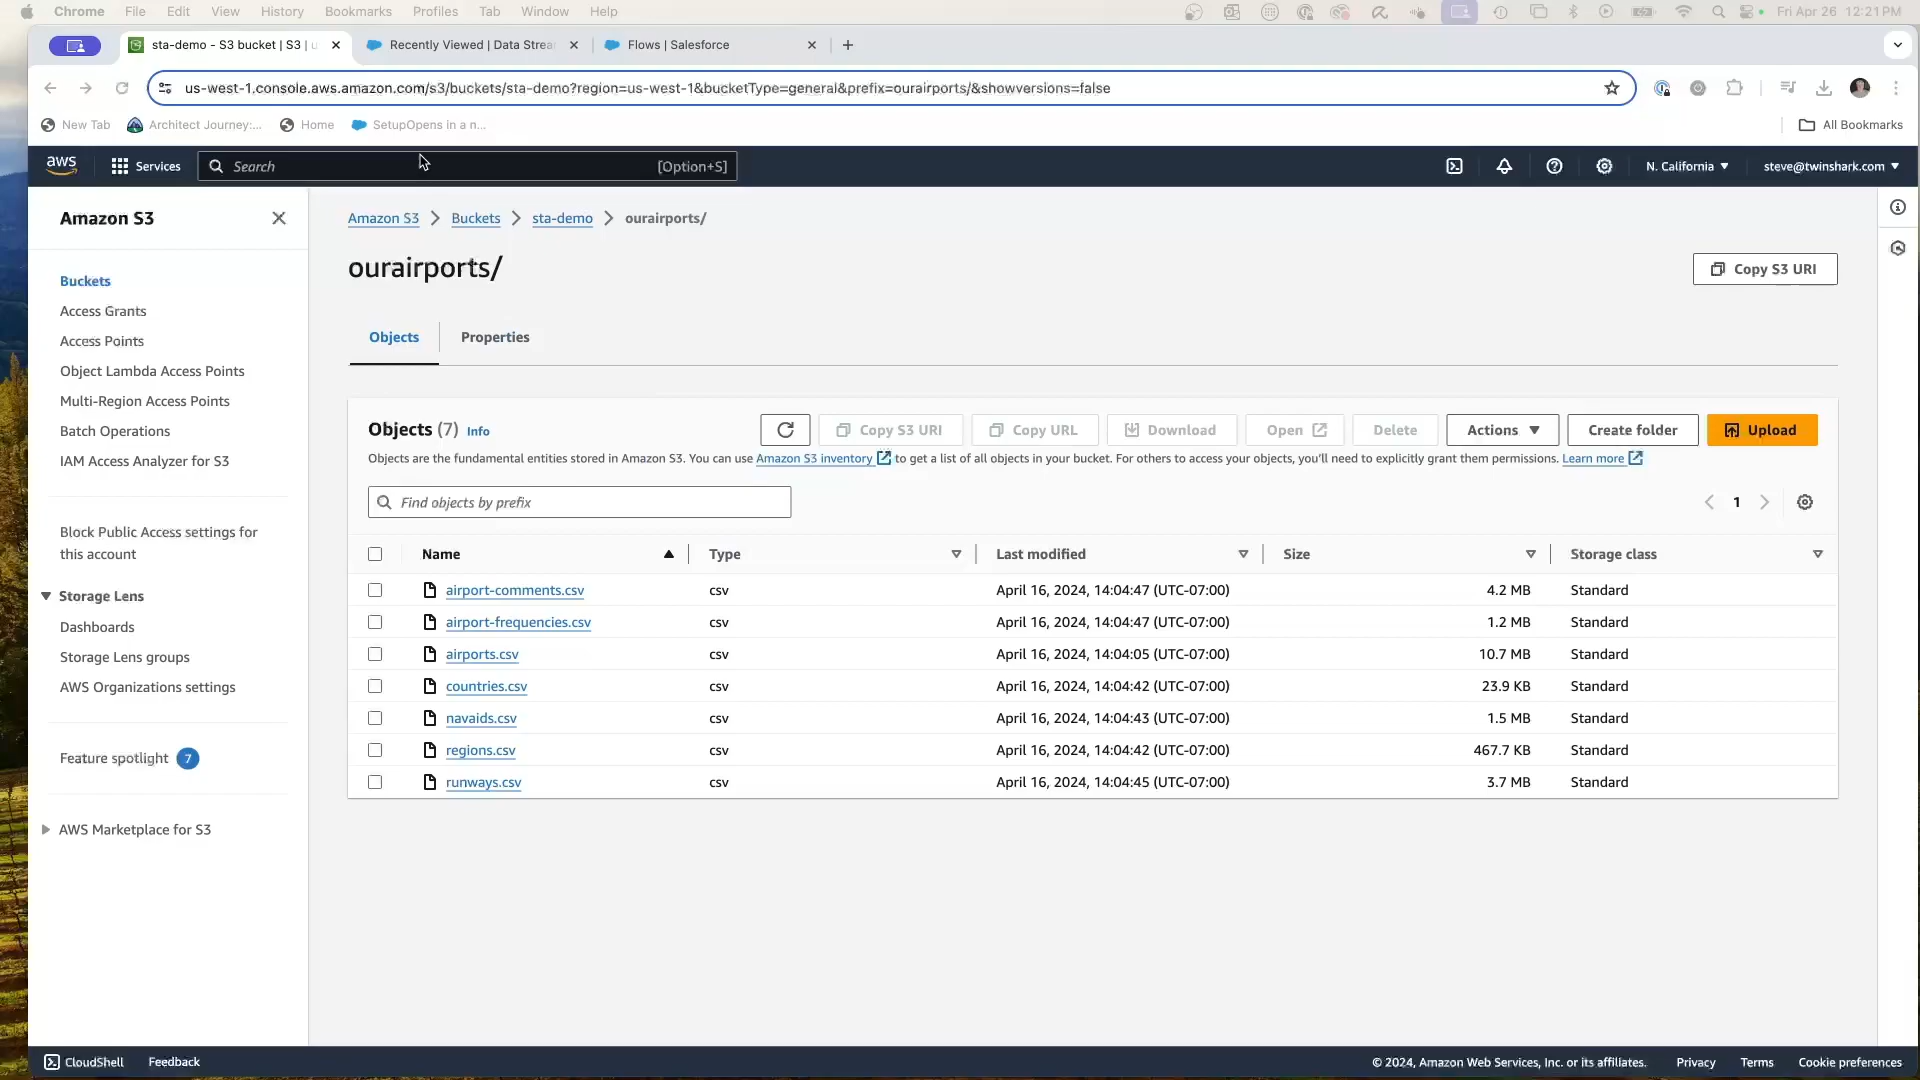 Chrome File Edit View History Bookmarks Profiles Tab Window Help Fri Apr 26 12:21 PM
sta-demo - S3 bucket | S3 | u Recently Viewed | Data Strea Flows | Salesforce
us-west-1.console.aws.amazon.com/s3/buckets/sta-demo?region=us-west-1&bucketType=general&prefix=ourairports/&showversions=false
New Tab Architect Journey:... Home SetupOpens in a n... All Bookmarks
aws Services Search [Option+S] N. California ▼ steve@twinshark.com ▼
Amazon S3
Buckets
Access Grants
Access Points
Object Lambda Access Points
Multi-Region Access Points
Batch Operations
IAM Access Analyzer for S3
Block Public Access settings for
this account
Storage Lens
Dashboards
Storage Lens groups
AWS Organizations settings
Feature spotlight 7
AWS Marketplace for S3
Amazon S3 > Buckets > sta-demo > ourairports/
ourairports/
Copy S3 URI
Objects Properties
Objects (7) Info
Copy S3 URI Copy URL Download Open Delete Actions Create folder Upload
Objects are the fundamental entities stored in Amazon S3. You can use Amazon S3 inventory to get a list of all objects in your bucket. For others to access your objects, you'll need to explicitly grant them permissions. Learn more
Find objects by prefix
1
Name Type Last modified Size Storage class
airport-comments.csv csv April 16, 2024, 14:04:47 (UTC-07:00) 4.2 MB Standard
airport-frequencies.csv csv April 16, 2024, 14:04:47 (UTC-07:00) 1.2 MB Standard
airports.csv csv April 16, 2024, 14:04:05 (UTC-07:00) 10.7 MB Standard
countries.csv csv April 16, 2024, 14:04:42 (UTC-07:00) 23.9 KB Standard
navaids.csv csv April 16, 2024, 14:04:43 (UTC-07:00) 1.5 MB Standard
regions.csv csv April 16, 2024, 14:04:42 (UTC-07:00) 467.7 KB Standard
runways.csv csv April 16, 2024, 14:04:45 (UTC-07:00) 3.7 MB Standard
CloudShell Feedback © 2024, Amazon Web Services, Inc. or its affiliates. Privacy Terms Cookie preferences